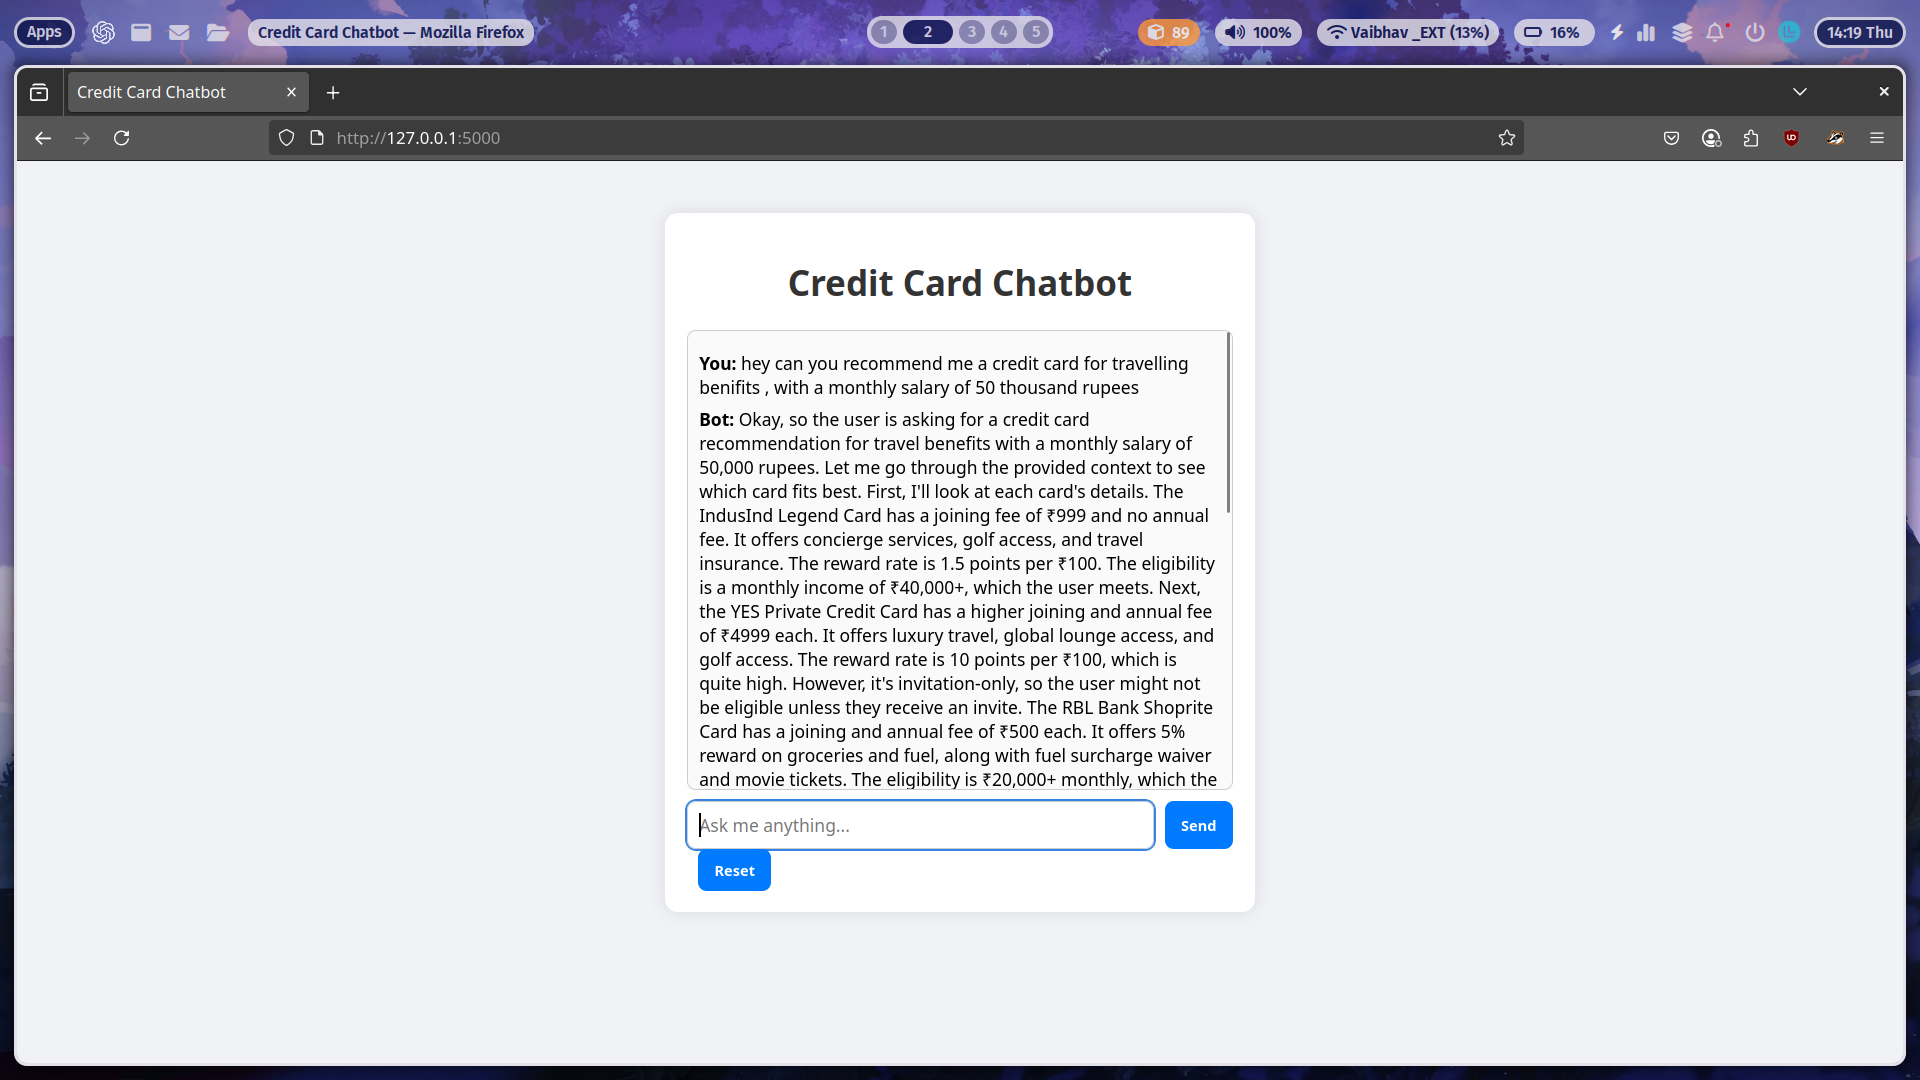 Apps
Credit Card Chatbot — Mozilla Firefox
1 2 3 4 5
89
100%
Vaibhav _EXT (13%)
16%
14:19 Thu
Credit Card Chatbot
http://127.0.0.1:5000
Credit Card Chatbot
You: hey can you recommend me a credit card for travelling
benifits , with a monthly salary of 50 thousand rupees
Bot: Okay, so the user is asking for a credit card
recommendation for travel benefits with a monthly salary of
50,000 rupees. Let me go through the provided context to see
which card fits best. First, I'll look at each card's details. The
IndusInd Legend Card has a joining fee of ₹999 and no annual
fee. It offers concierge services, golf access, and travel
insurance. The reward rate is 1.5 points per ₹100. The eligibility
is a monthly income of ₹40,000+, which the user meets. Next,
the YES Private Credit Card has a higher joining and annual fee
of ₹4999 each. It offers luxury travel, global lounge access, and
golf access. The reward rate is 10 points per ₹100, which is
quite high. However, it's invitation-only, so the user might not
be eligible unless they receive an invite. The RBL Bank Shoprite
Card has a joining and annual fee of ₹500 each. It offers 5%
reward on groceries and fuel, along with fuel surcharge waiver
and movie tickets. The eligibility is ₹20,000+ monthly, which the
Ask me anything...
Send
Reset